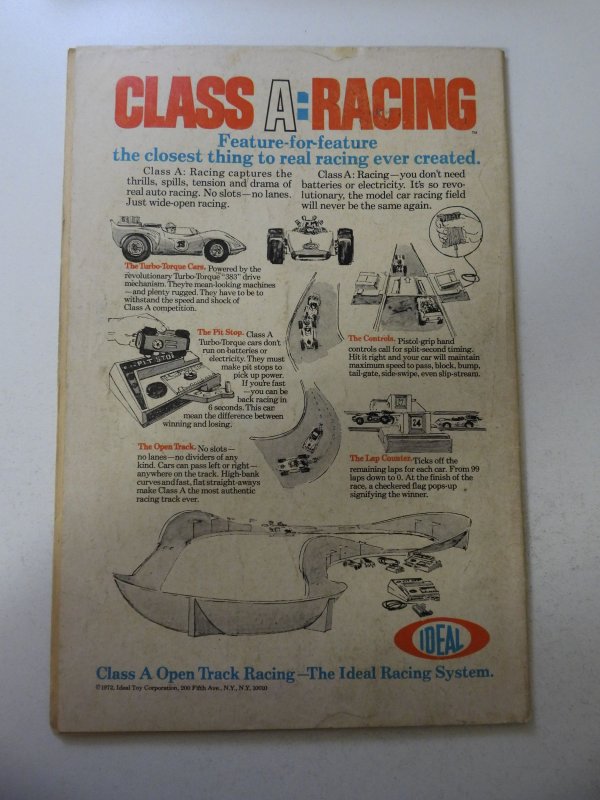 CLASS A: RACING ™
Feature-for-feature
the closest thing to real racing ever created.
Class A: Racing captures the
thrills, spills, tension and drama of
real auto racing. No slots—no lanes.
Just wide-open racing.
Class A: Racing—you don't need
batteries or electricity. It's so revo-
lutionary, the model car racing field
will never be the same again.
The Turbo-Torque Cars. Powered by the
revolutionary Turbo-Torque "383" drive
mechanism. They're mean-looking machines
—and plenty rugged. They have to be to
withstand the speed and shock of
Class A competition.
The Pit Stop. Class A
Turbo-Torque cars don't
run on batteries or
electricity. They must
make pit stops to
pick up power.
If you're fast
—you can be
back racing in
6 seconds. This car
mean the difference between
winning and losing.
PIT STOP
The Controls. Pistol-grip hand
controls call for split-second timing.
Hit it right and your car will maintain
maximum speed to pass, block, bump,
tail-gate, side-swipe, even slip-stream.
24
The Open Track. No slots—
no lanes—no dividers of any
kind. Cars can pass left or right—
anywhere on the track. High-bank
curves and fast, flat straight-aways
make Class A the most authentic
racing track ever.
The Lap Counter. Ticks off the
remaining laps for each car. From 99
laps down to 0. At the finish of the
race, a checkered flag pops-up
signifying the winner.
IDEAL
Class A Open Track Racing—The Ideal Racing System.
©1972, Ideal Toy Corporation, 200 Fifth Ave., N.Y., N.Y. 10010